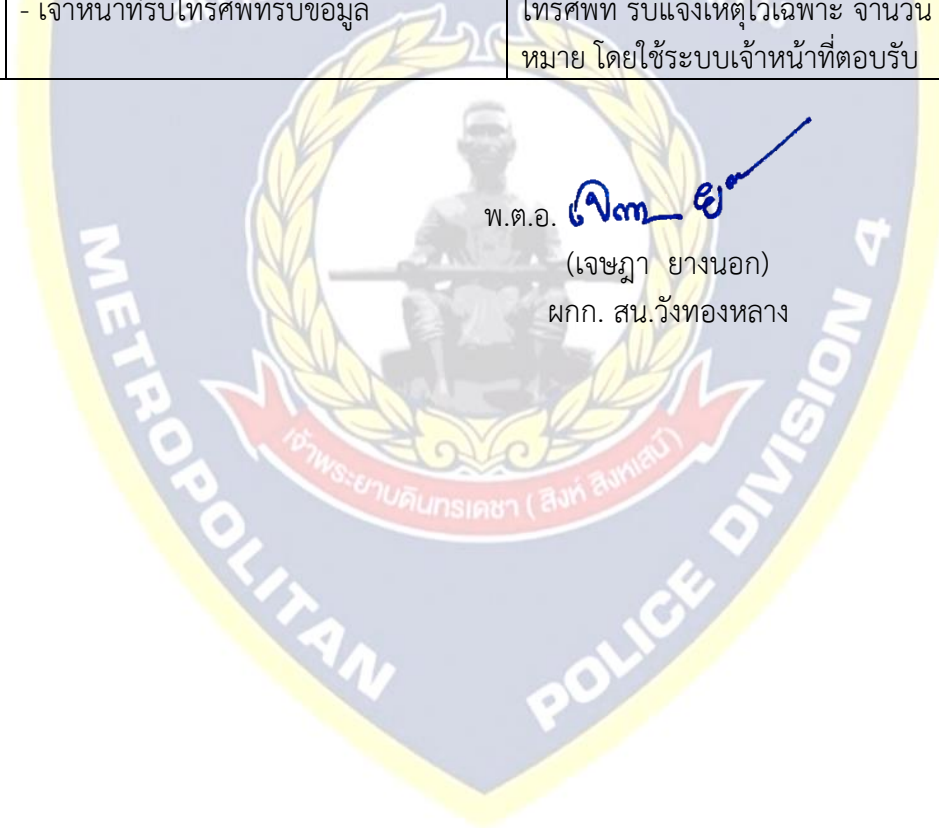 - เจ้าหน้าที่รับโทรศัพท์รับข้อมูล
โทรศัพท์ รับแจ้งเหตุไว้เฉพาะ จำนวน
หมาย โดยใช้ระบบเจ้าหน้าที่ตอบรับ
พ.ต.อ.
(เจษฎา ยางนอก)
ผกก. สน.วังทองหลาง
METROPOLITAN POLICE DIVISION 4
เจ้าพระยาบดินทรเดชา (สิงห์ สิงหเสนี)